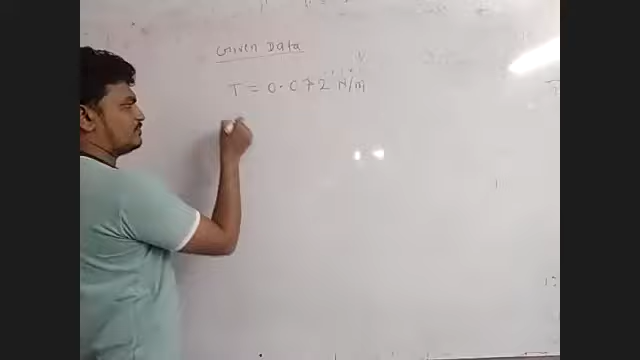 Given Data
T = 0.072 N/m